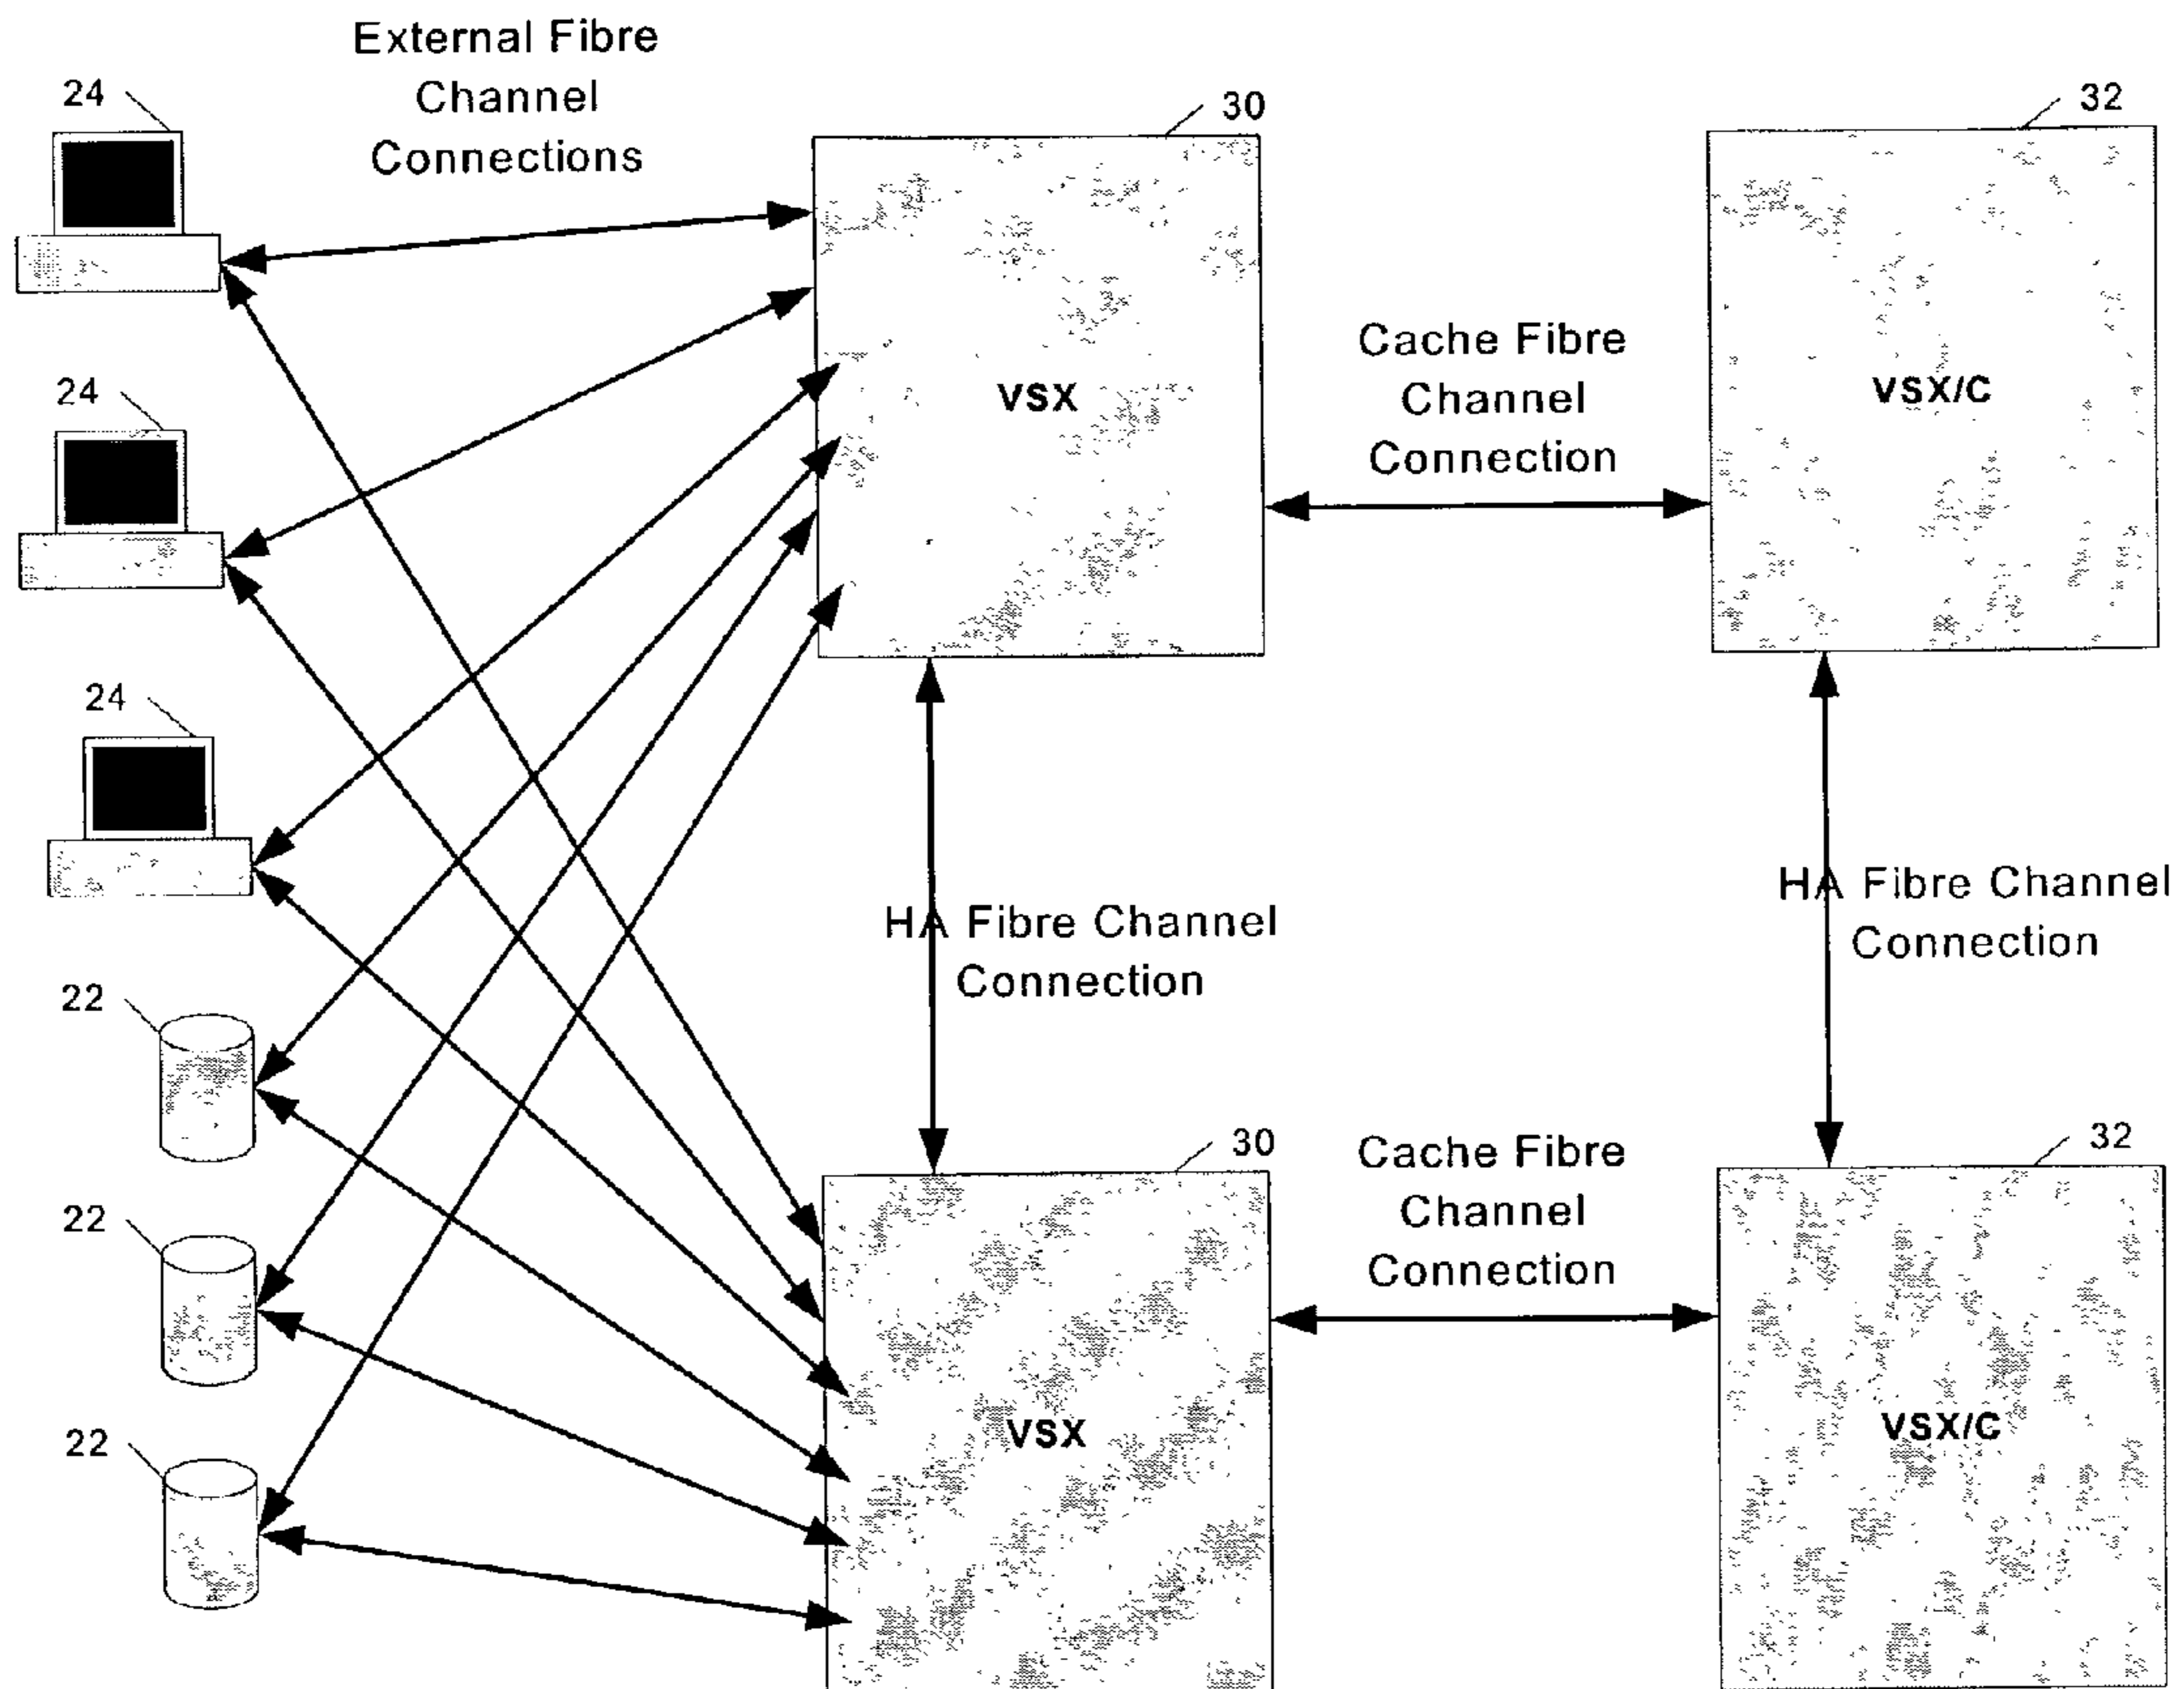 External Fibre
Channel
Connections
24
30
32
24
Cache Fibre
Channel
Connection
VSX
VSX/C
24
HA Fibre Channel
Connection
HA Fibre Channel
Connection
22
30
Cache Fibre
Channel
Connection
32
22
VSX
VSX/C
22